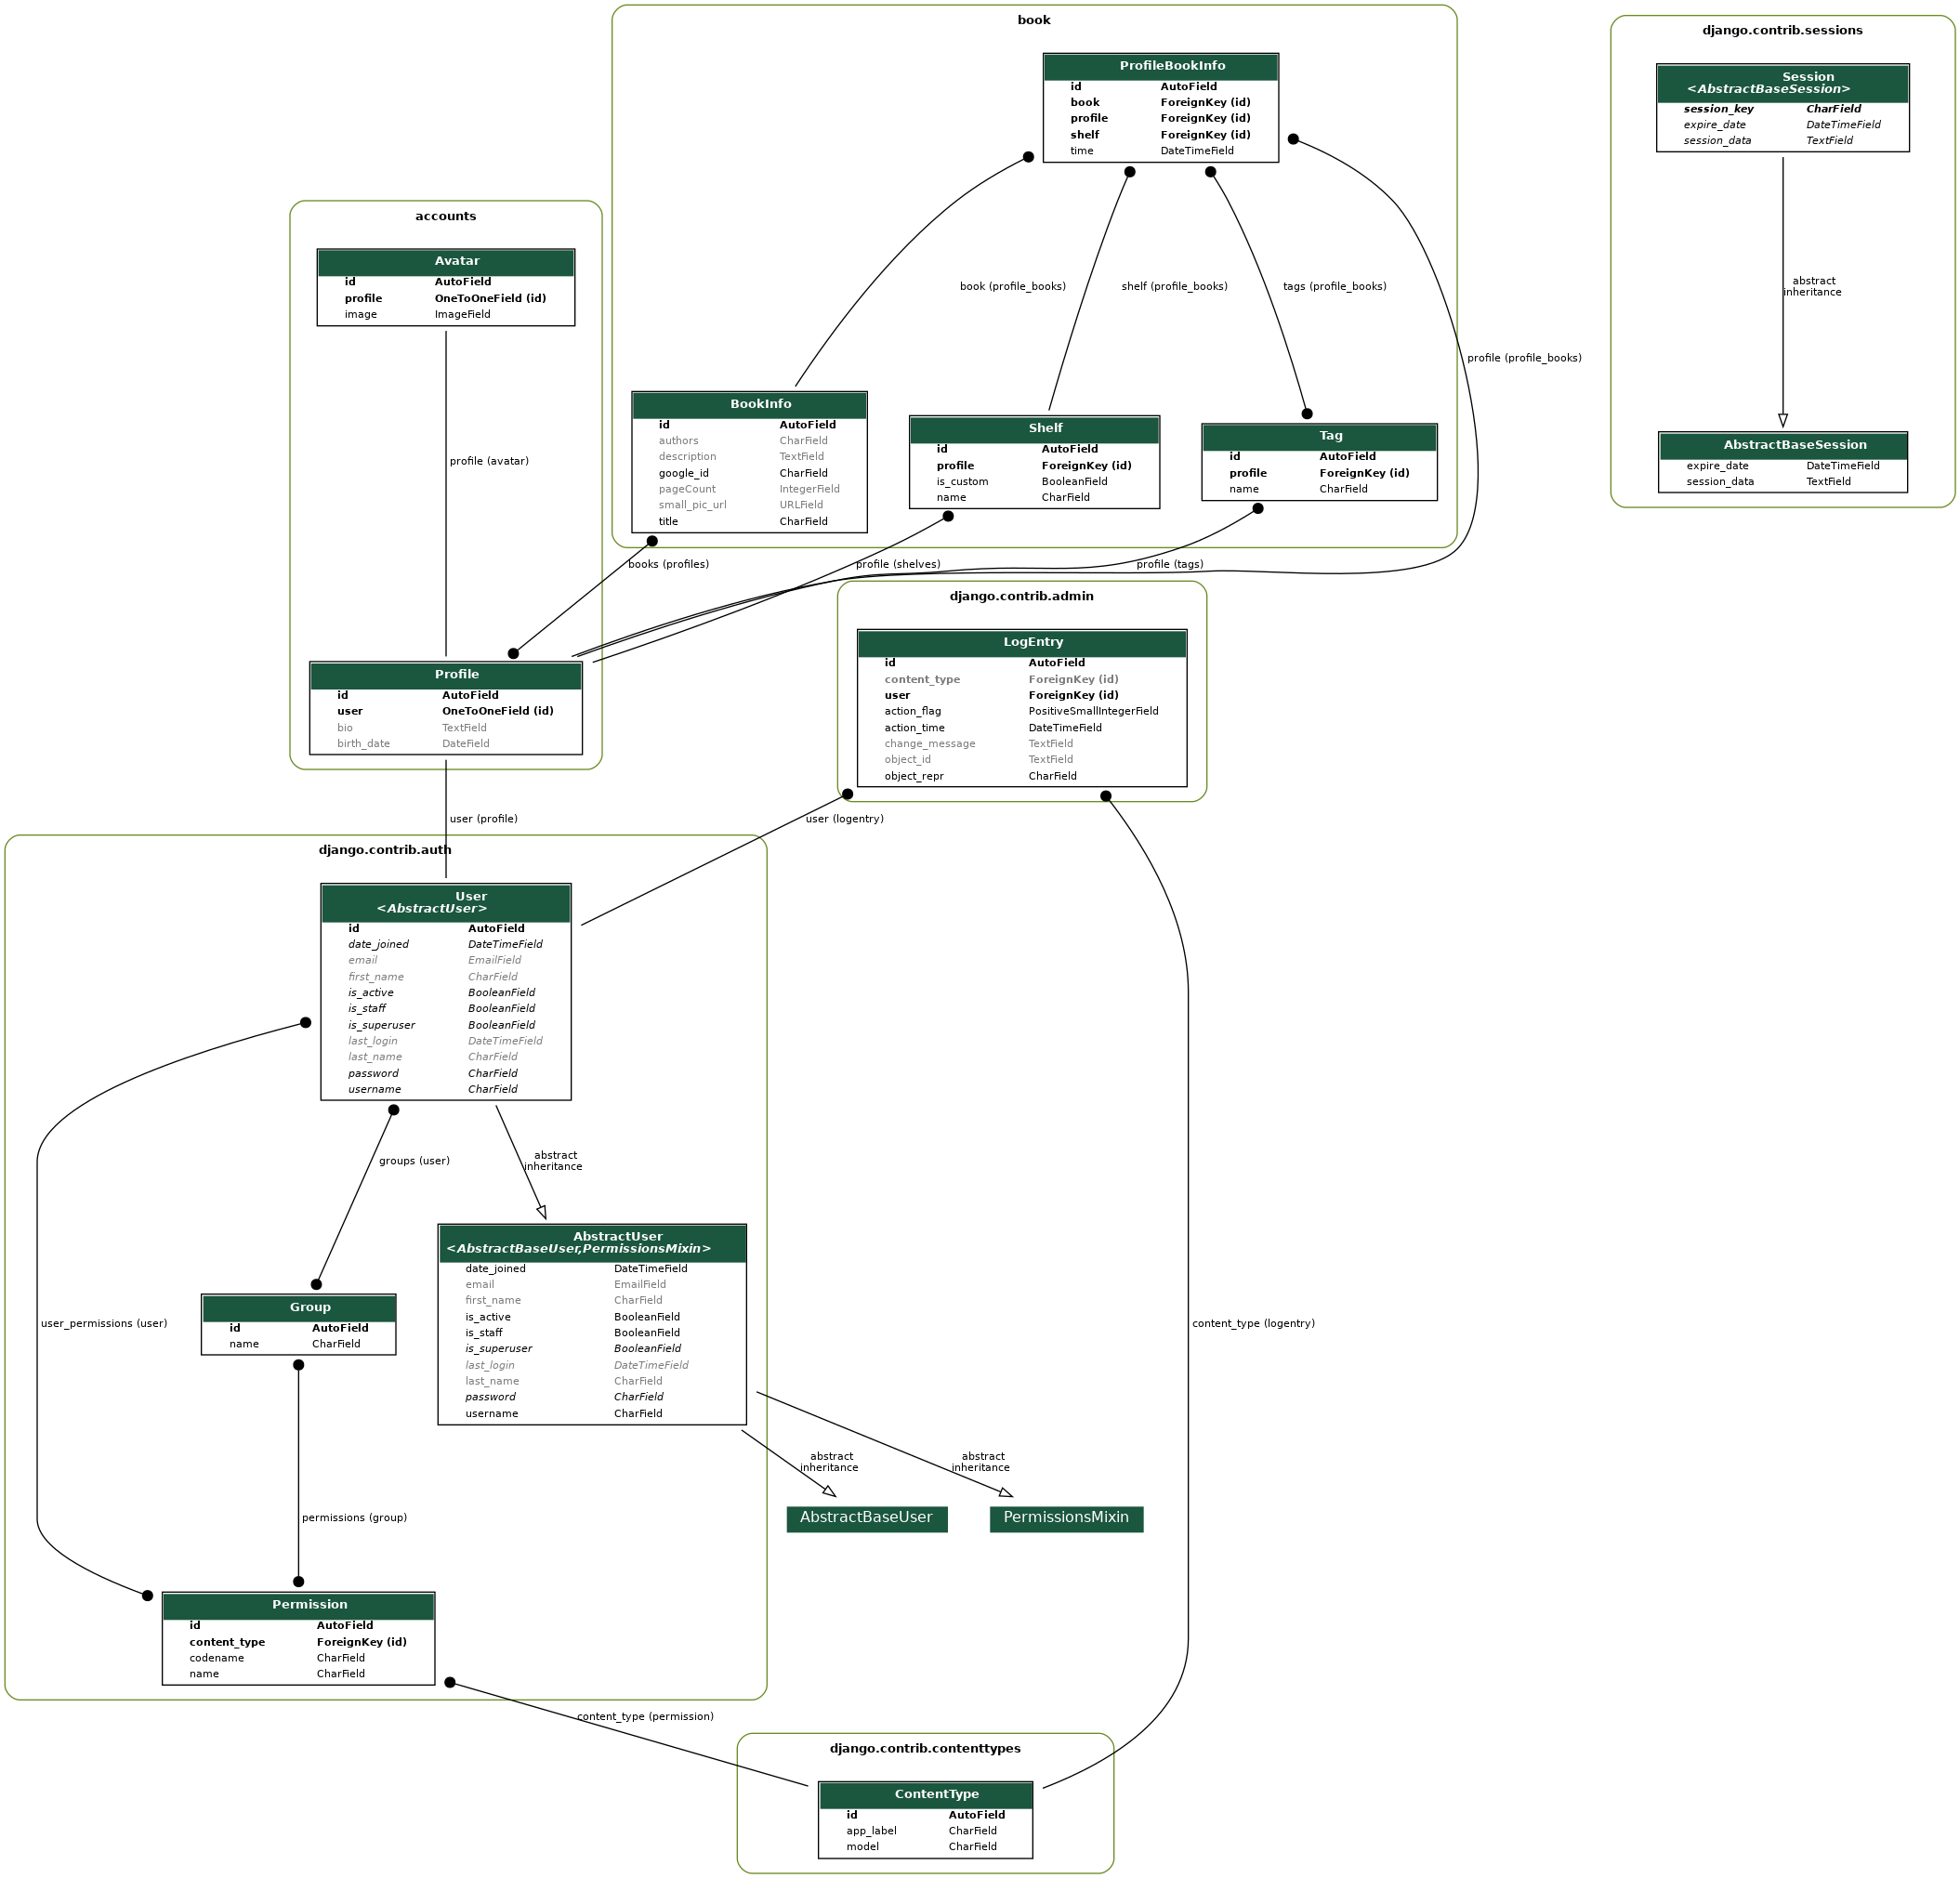 book
ProfileBookInfo
id AutoField
book ForeignKey (id)
profile ForeignKey (id)
shelf ForeignKey (id)
time DateTimeField
django.contrib.sessions
Session
<AbstractBaseSession>
session_key CharField
expire_date DateTimeField
session_data TextField
abstract
inheritance
AbstractBaseSession
expire_date DateTimeField
session_data TextField
accounts
Avatar
id AutoField
profile OneToOneField (id)
image ImageField
book (profile_books)
shelf (profile_books)
tags (profile_books)
profile (profile_books)
BookInfo
id AutoField
authors CharField
description TextField
google_id CharField
pageCount IntegerField
small_pic_url URLField
title CharField
Shelf
id AutoField
profile ForeignKey (id)
is_custom BooleanField
name CharField
Tag
id AutoField
profile ForeignKey (id)
name CharField
profile (avatar)
books (profiles)
profile (shelves)
profile (tags)
Profile
id AutoField
user OneToOneField (id)
bio TextField
birth_date DateField
django.contrib.admin
LogEntry
id AutoField
content_type ForeignKey (id)
user ForeignKey (id)
action_flag PositiveSmallIntegerField
action_time DateTimeField
change_message TextField
object_id TextField
object_repr CharField
user (profile)
user (logentry)
django.contrib.auth
User
<AbstractUser>
id AutoField
date_joined DateTimeField
email EmailField
first_name CharField
is_active BooleanField
is_staff BooleanField
is_superuser BooleanField
last_login DateTimeField
last_name CharField
password CharField
username CharField
groups (user)
abstract
inheritance
AbstractUser
<AbstractBaseUser,PermissionsMixin>
date_joined DateTimeField
email EmailField
first_name CharField
is_active BooleanField
is_staff BooleanField
is_superuser BooleanField
last_login DateTimeField
last_name CharField
password CharField
username CharField
Group
id AutoField
name CharField
user_permissions (user)
content_type (logentry)
abstract
inheritance
abstract
inheritance
AbstractBaseUser
PermissionsMixin
permissions (group)
Permission
id AutoField
content_type ForeignKey (id)
codename CharField
name CharField
content_type (permission)
django.contrib.contenttypes
ContentType
id AutoField
app_label CharField
model CharField